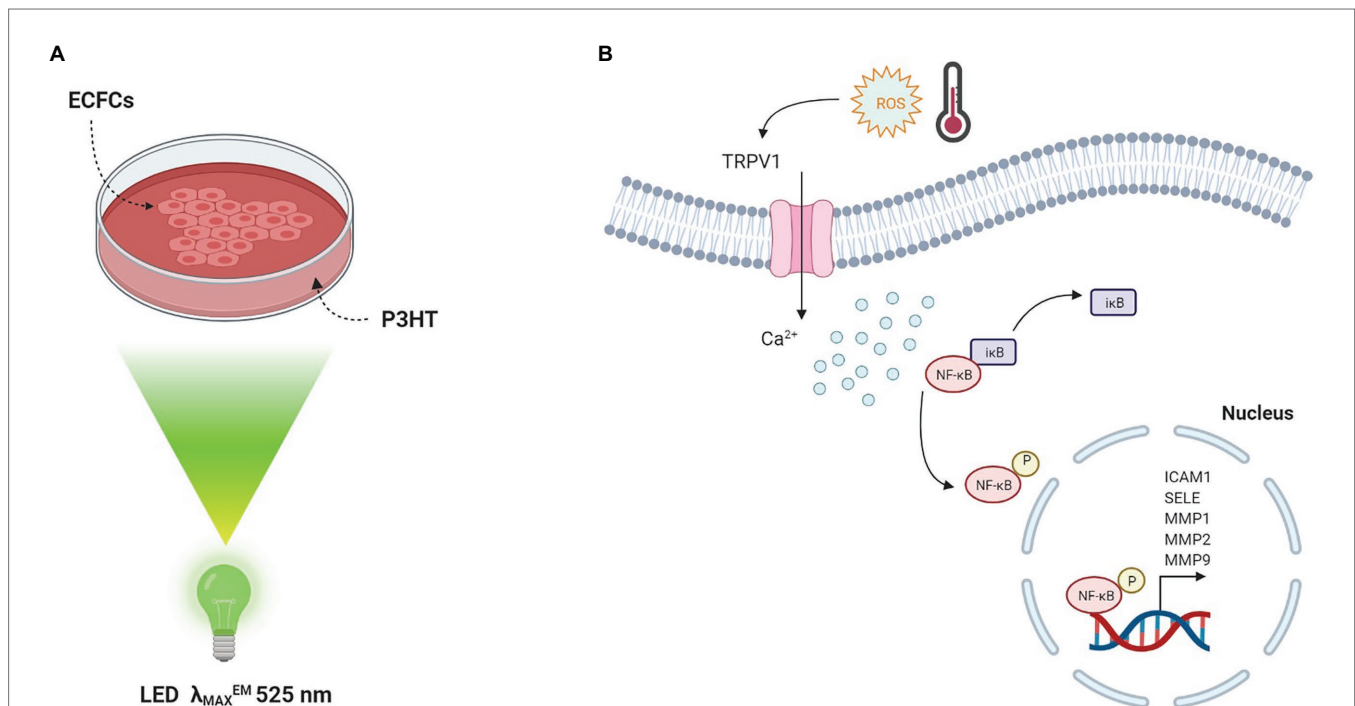 A
ECFCs
P3HT
LED λMAXEM 525 nm
B
ROS
TRPV1
Ca2+
iκB
iκB
NF-κB
Nucleus
P
NF-κB
ICAM1
SELE
MMP1
MMP2
MMP9
P
NF-κB